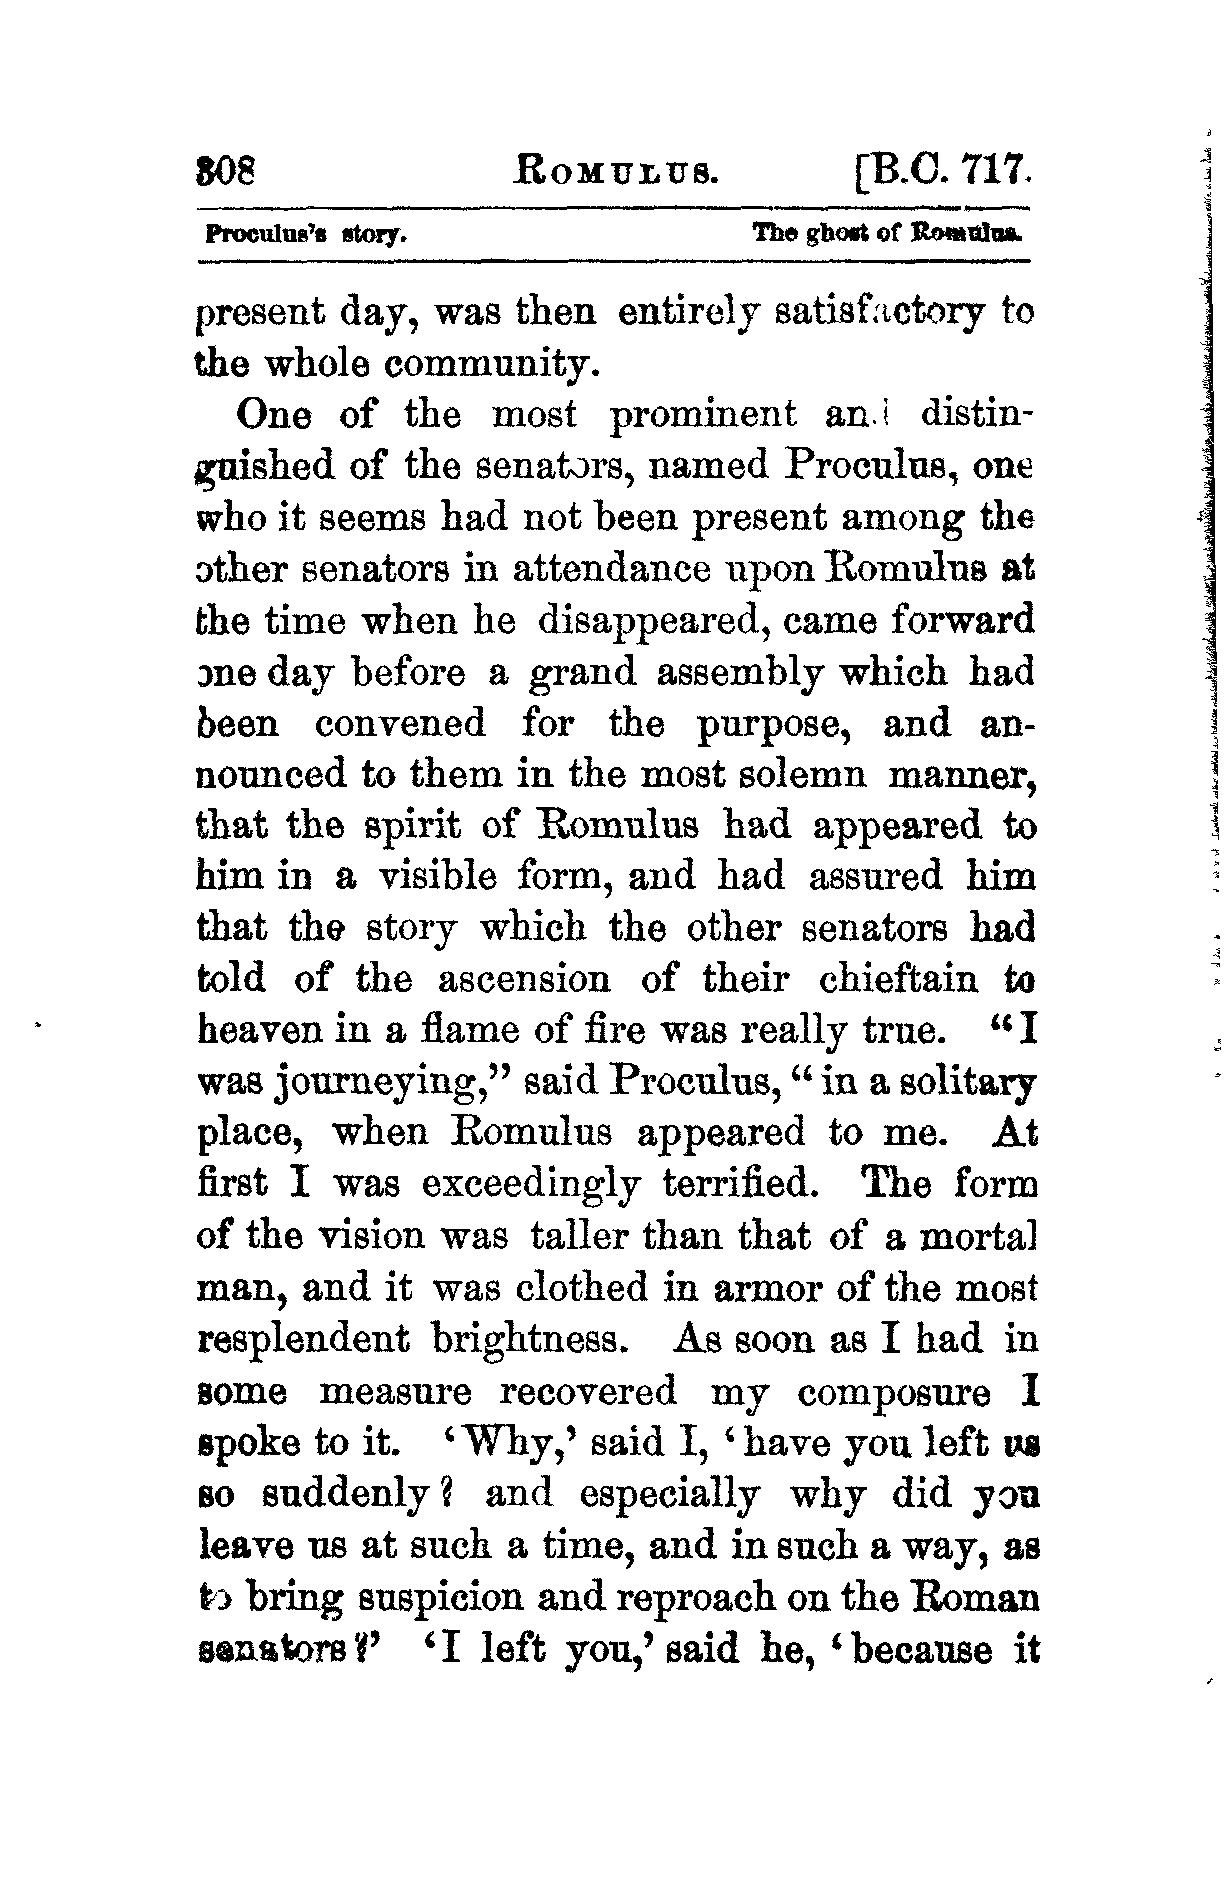 308 ROMULUS. [B.C. 717.
Proculus's story. The ghost of Romulus.
present day, was then entirely satisfactory to
the whole community.
One of the most prominent and distin-
guished of the senators, named Proculus, one
who it seems had not been present among the
other senators in attendance upon Romulus at
the time when he disappeared, came forward
one day before a grand assembly which had
been convened for the purpose, and an-
nounced to them in the most solemn manner,
that the spirit of Romulus had appeared to
him in a visible form, and had assured him
that the story which the other senators had
told of the ascension of their chieftain to
heaven in a flame of fire was really true. "I
was journeying," said Proculus, "in a solitary
place, when Romulus appeared to me. At
first I was exceedingly terrified. The form
of the vision was taller than that of a mortal
man, and it was clothed in armor of the most
resplendent brightness. As soon as I had in
some measure recovered my composure I
spoke to it. 'Why,' said I, 'have you left us
so suddenly? and especially why did you
leave us at such a time, and in such a way, as
to bring suspicion and reproach on the Roman
senators?' 'I left you,' said he, 'because it